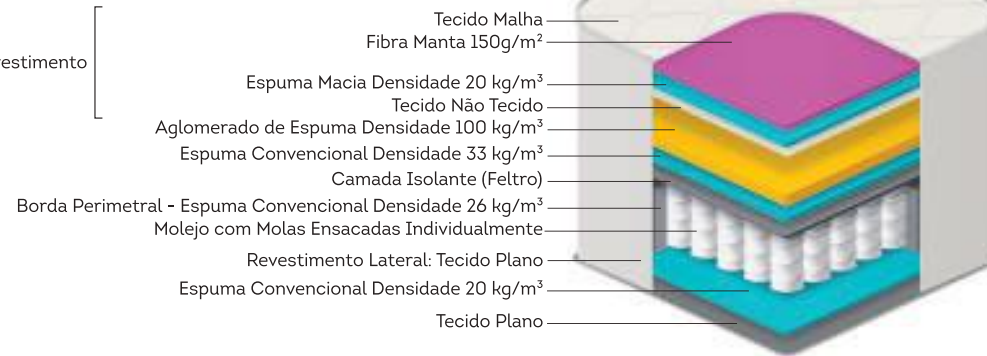 Tecido Malha
Fibra Manta 150g/m²
vestimento
Espuma Macia Densidade 20 kg/m³
Tecido Não Tecido
Aglomerado de Espuma Densidade 100 kg/m³
Espuma Convencional Densidade 33 kg/m³
Camada Isolante (Feltro)
Borda Perimetral - Espuma Convencional Densidade 26 kg/m³
Molejo com Molas Ensacadas Individualmente
Revestimento Lateral: Tecido Plano
Espuma Convencional Densidade 20 kg/m³
Tecido Plano